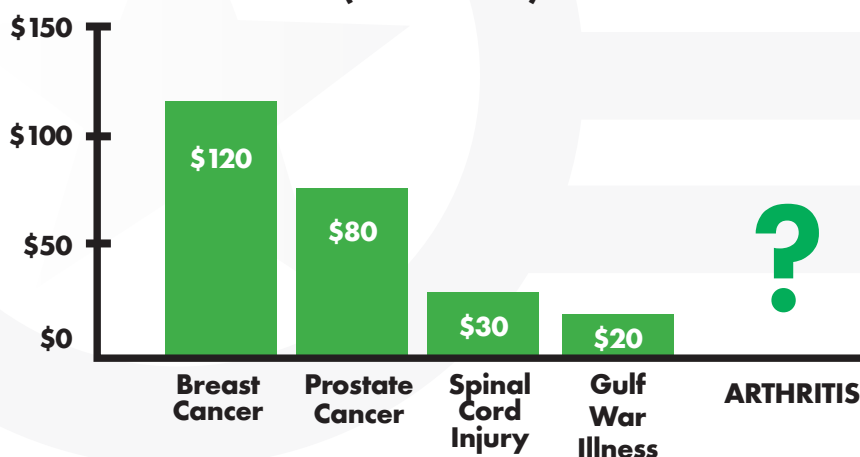 $150
$100
$50
$0
$120
$80
$30
$20
?
Breast
Cancer
Prostate
Cancer
Spinal
Cord
Injury
Gulf
War
Illness
ARTHRITIS